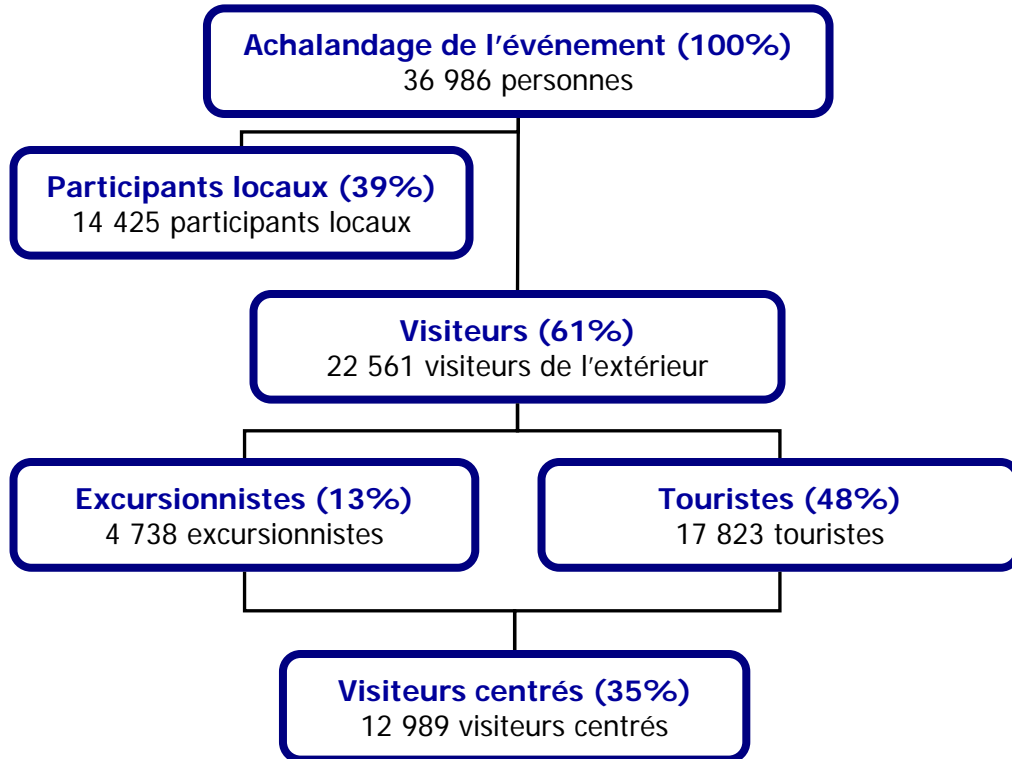 Achalandage de l'événement (100%)
36 986 personnes
Participants locaux (39%)
14 425 participants locaux
Visiteurs (61%)
22 561 visiteurs de l'extérieur
Excursionnistes (13%)
4 738 excursionnistes
Touristes (48%)
17 823 touristes
Visiteurs centrés (35%)
12 989 visiteurs centrés